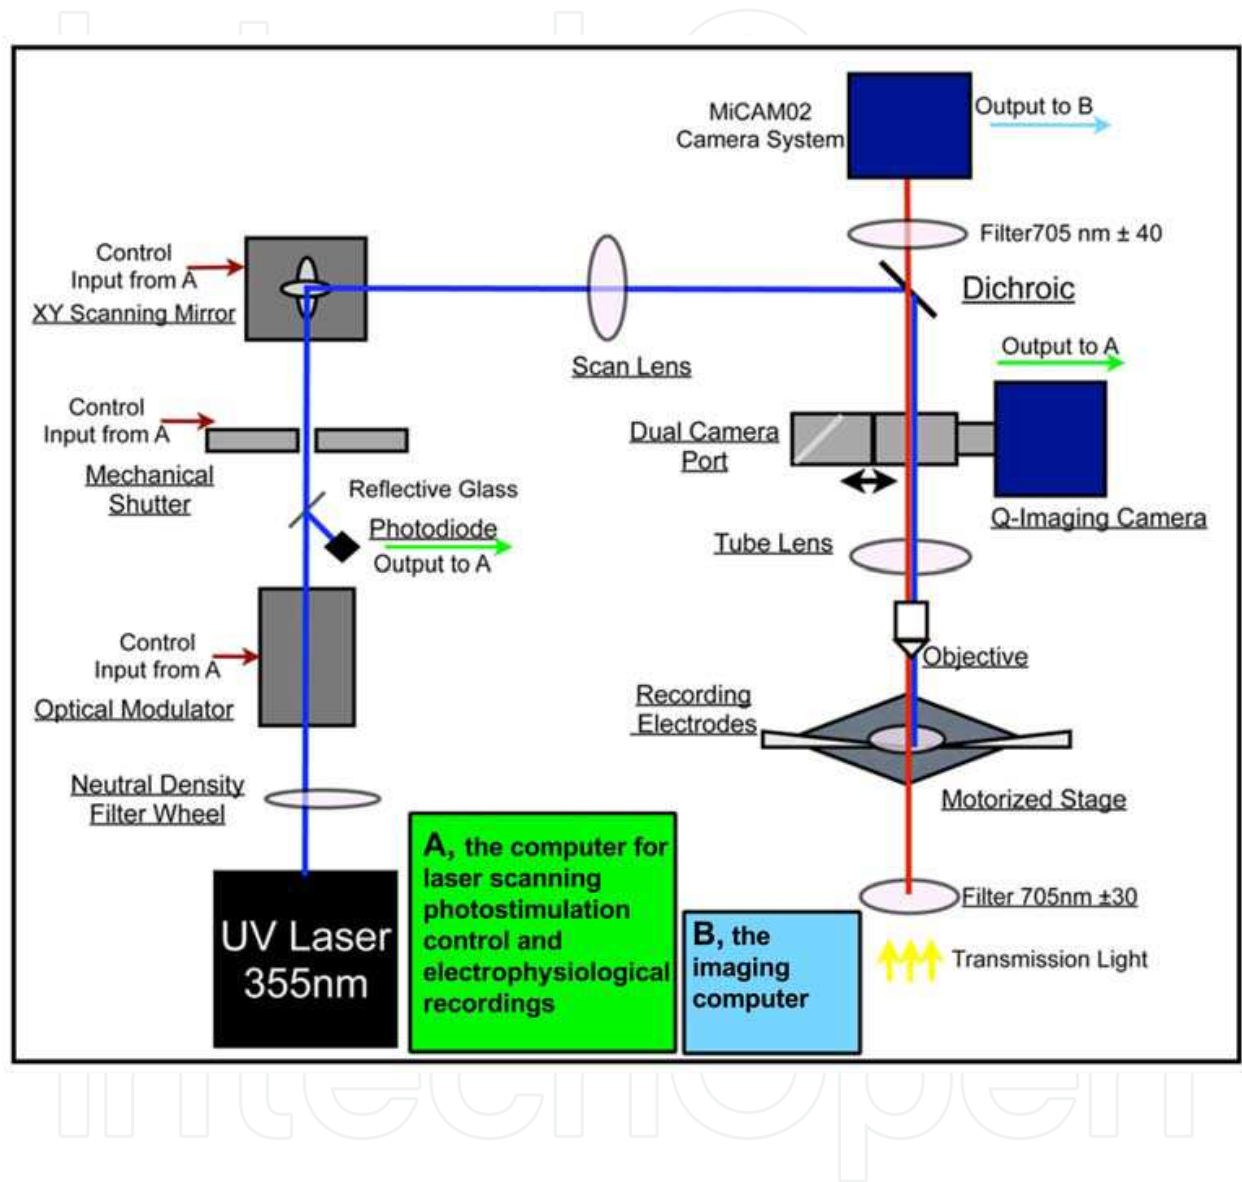 MiCAM02
Camera System
Output to B
Filter705 nm ± 40
Dichroic
Control
Input from A
XY Scanning Mirror
Scan Lens
Output to A
Control
Input from A
Mechanical
Shutter
Dual Camera
Port
Q-Imaging Camera
Reflective Glass
Photodiode
Output to A
Tube Lens
Control
Input from A
Optical Modulator
Objective
Recording
Electrodes
Motorized Stage
Neutral Density
Filter Wheel
UV Laser
355nm
A, the computer for
laser scanning
photostimulation
control and
electrophysiological
recordings
B, the
imaging
computer
Filter 705nm ±30
Transmission Light
intechopen